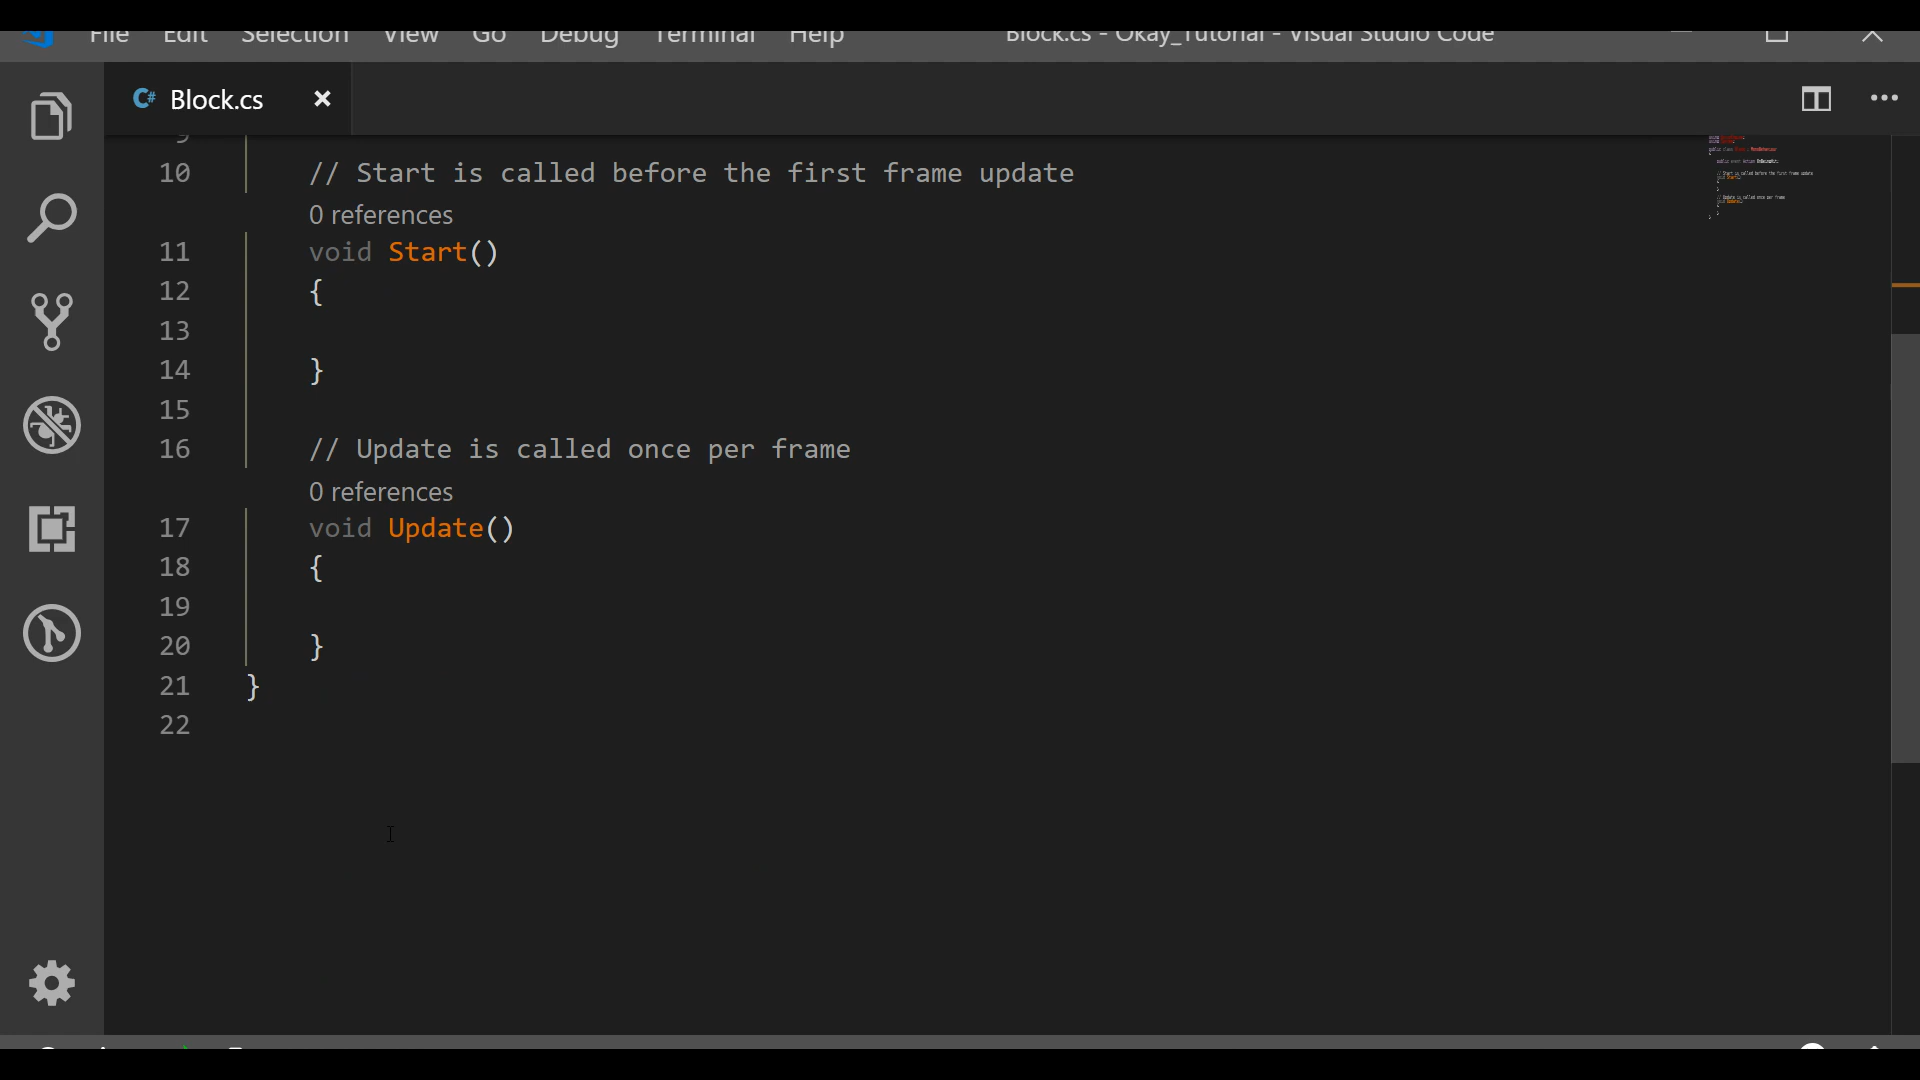 File Edit Selection View Go Debug Terminal Help Block.cs - Okay_Tutorial - Visual Studio Code
C# Block.cs
9
10 // Start is called before the first frame update
0 references
11 void Start()
12 {
13
14 }
15
16 // Update is called once per frame
0 references
17 void Update()
18 {
19
20 }
21 }
22